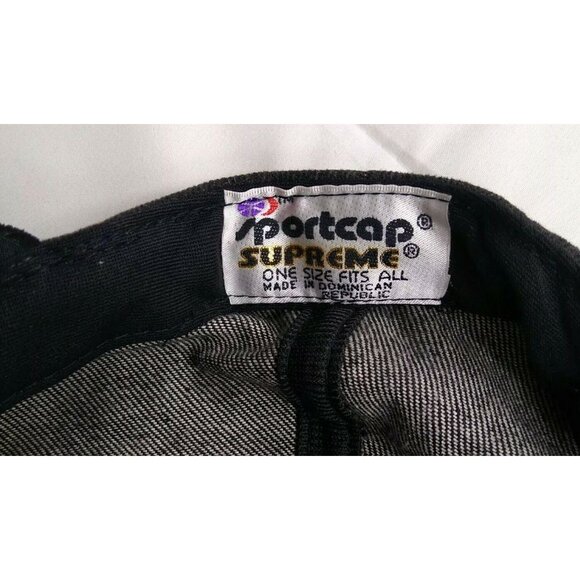 TM
sportcap®
SUPREME®
ONE SIZE FITS ALL
MADE IN DOMINICAN
REPUBLIC